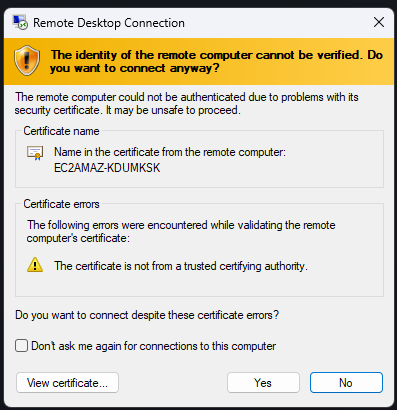 Remote Desktop Connection
The identity of the remote computer cannot be verified. Do
you want to connect anyway?
The remote computer could not be authenticated due to problems with its
security certificate. It may be unsafe to proceed.
Certificate name
Name in the certificate from the remote computer:
EC2AMAZ-KDUMKSK
Certificate errors
The following errors were encountered while validating the remote
computer's certificate:
The certificate is not from a trusted certifying authority.
Do you want to connect despite these certificate errors?
Don't ask me again for connections to this computer
View certificate... Yes No